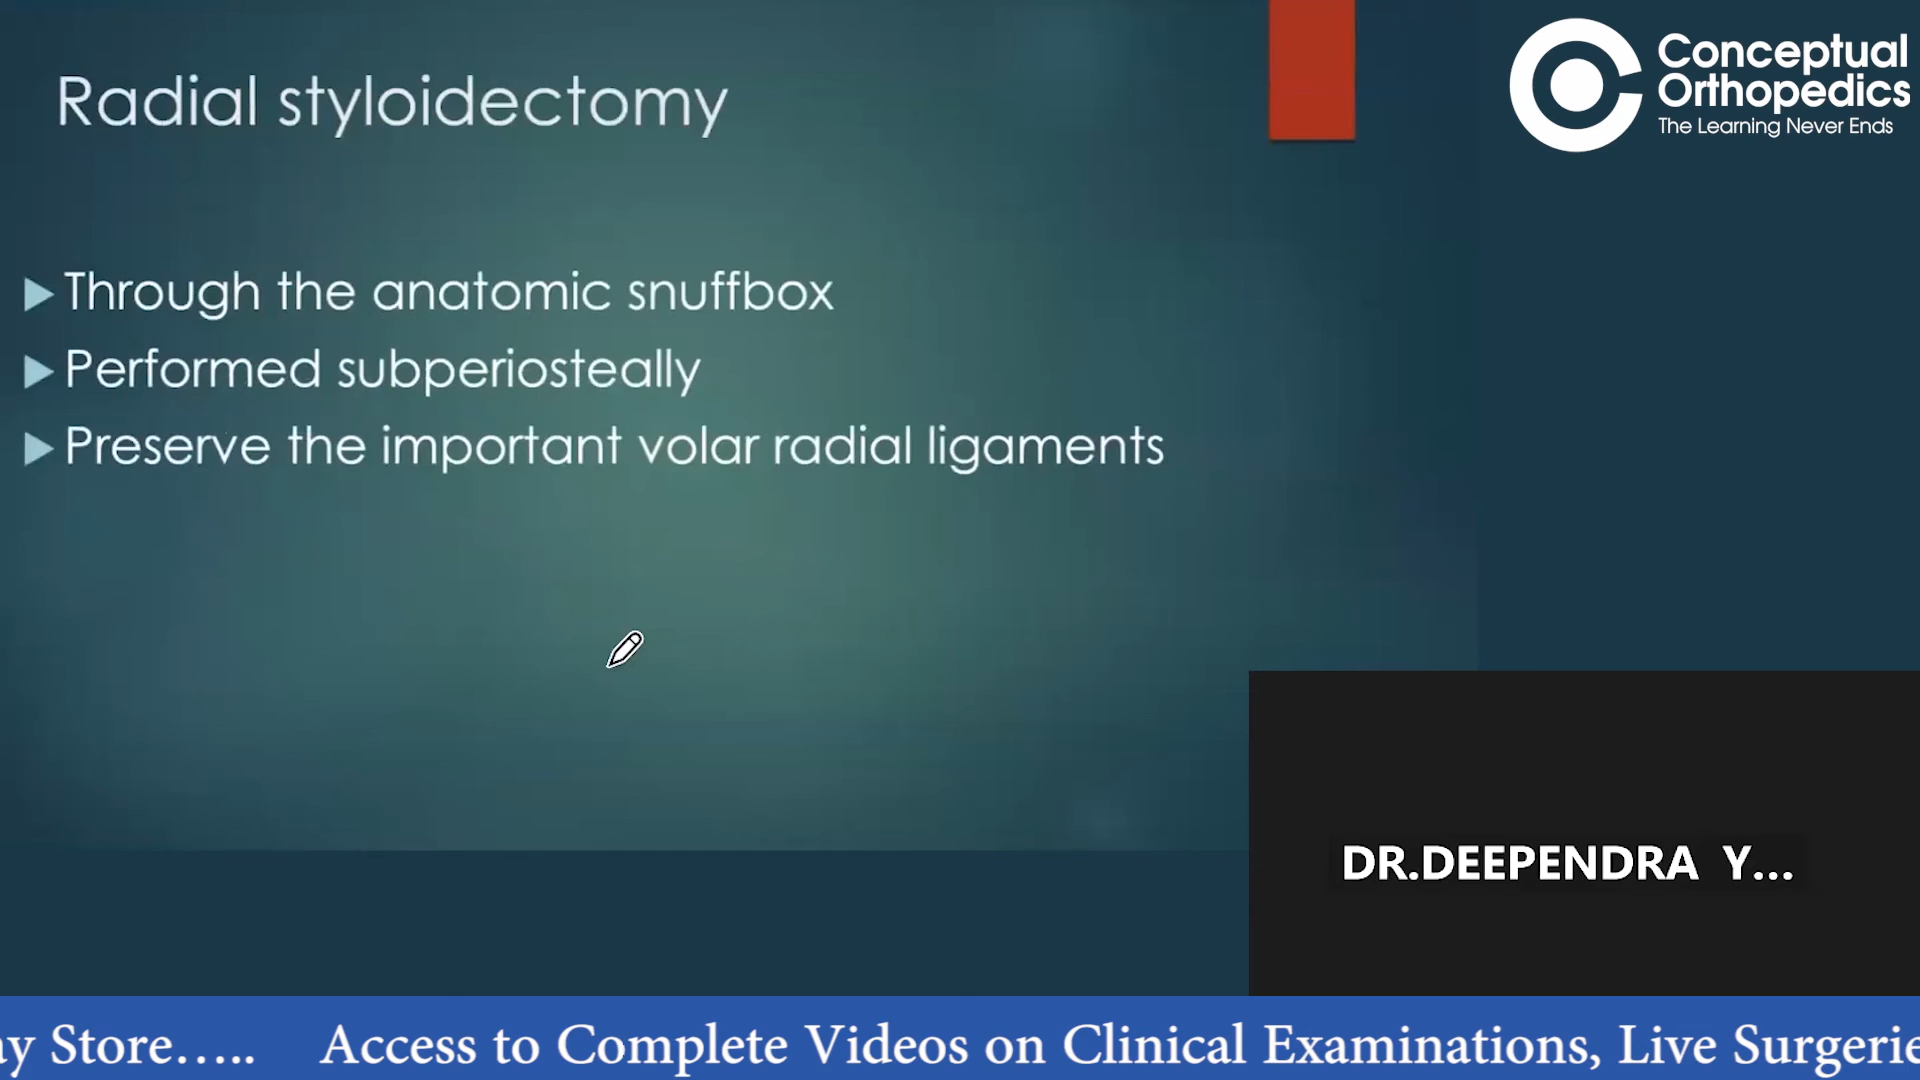 Radial styloidectomy
Through the anatomic snuffbox
Performed subperiosteally
Preserve the important volar radial ligaments
Conceptual
Orthopedics
The Learning Never Ends
DR.DEEPENDRA Y...
Store..... Access to Complete Videos on Clinical Examinations, Live